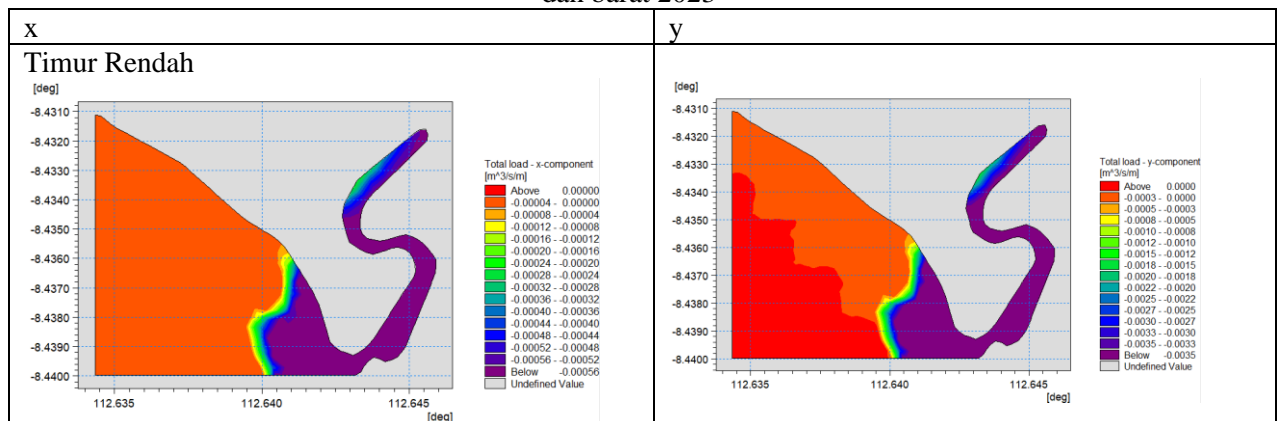 dan barat 2023
x
y
Timur Rendah
[deg]
-8.4310
-8.4320
-8.4330
-8.4340
-8.4350
-8.4360
-8.4370
-8.4380
-8.4390
-8.4400
112.635 112.640 112.645
[deg]
Total load - x-component
[m^3/s/m]
Above 0.00000
-0.00004 - 0.00000
-0.00008 - -0.00004
-0.00012 - -0.00008
-0.00016 - -0.00012
-0.00020 - -0.00016
-0.00024 - -0.00020
-0.00028 - -0.00024
-0.00032 - -0.00028
-0.00036 - -0.00032
-0.00040 - -0.00036
-0.00044 - -0.00040
-0.00048 - -0.00044
-0.00052 - -0.00048
-0.00056 - -0.00052
Below -0.00056
Undefined Value
[deg]
-8.4310
-8.4320
-8.4330
-8.4340
-8.4350
-8.4360
-8.4370
-8.4380
-8.4390
-8.4400
112.635 112.640 112.645
[deg]
Total load - y-component
[m^3/s/m]
Above 0.0000
-0.0003 - 0.0000
-0.0005 - -0.0003
-0.0008 - -0.0005
-0.0010 - -0.0008
-0.0012 - -0.0010
-0.0015 - -0.0012
-0.0018 - -0.0015
-0.0020 - -0.0018
-0.0022 - -0.0020
-0.0025 - -0.0022
-0.0027 - -0.0025
-0.0030 - -0.0027
-0.0033 - -0.0030
-0.0035 - -0.0033
Below -0.0035
Undefined Value